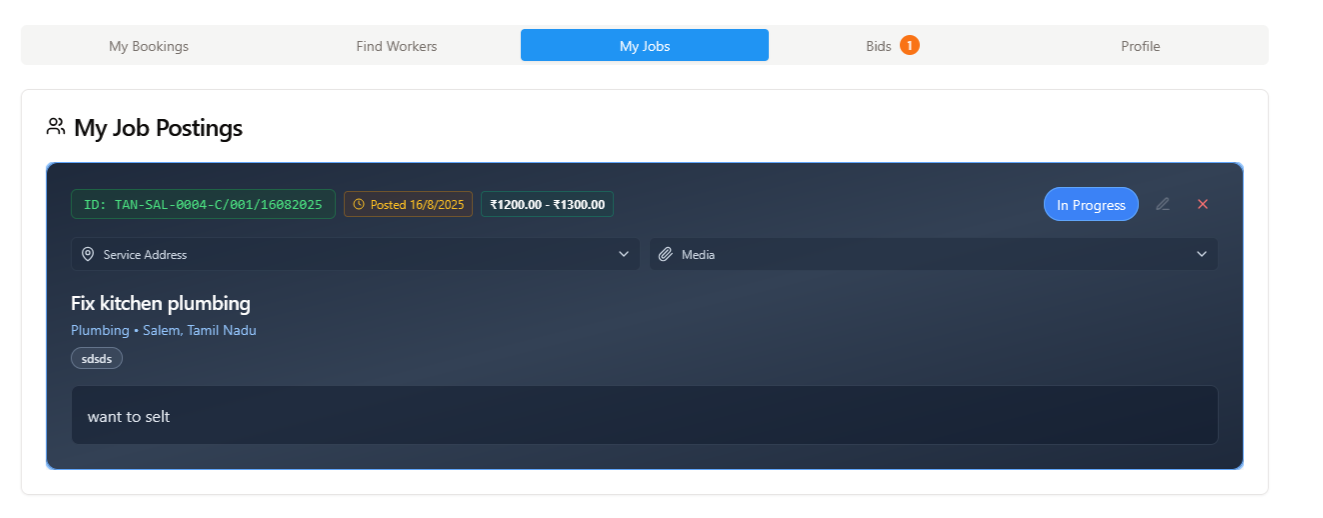 My Bookings Find Workers My Jobs Bids 1 Profile
My Job Postings
ID: TAN-SAL-0004-C/001/16082025 Posted 16/8/2025 ₹1200.00 - ₹1300.00 In Progress
Service Address Media
Fix kitchen plumbing
Plumbing • Salem, Tamil Nadu
sdsds
want to selt